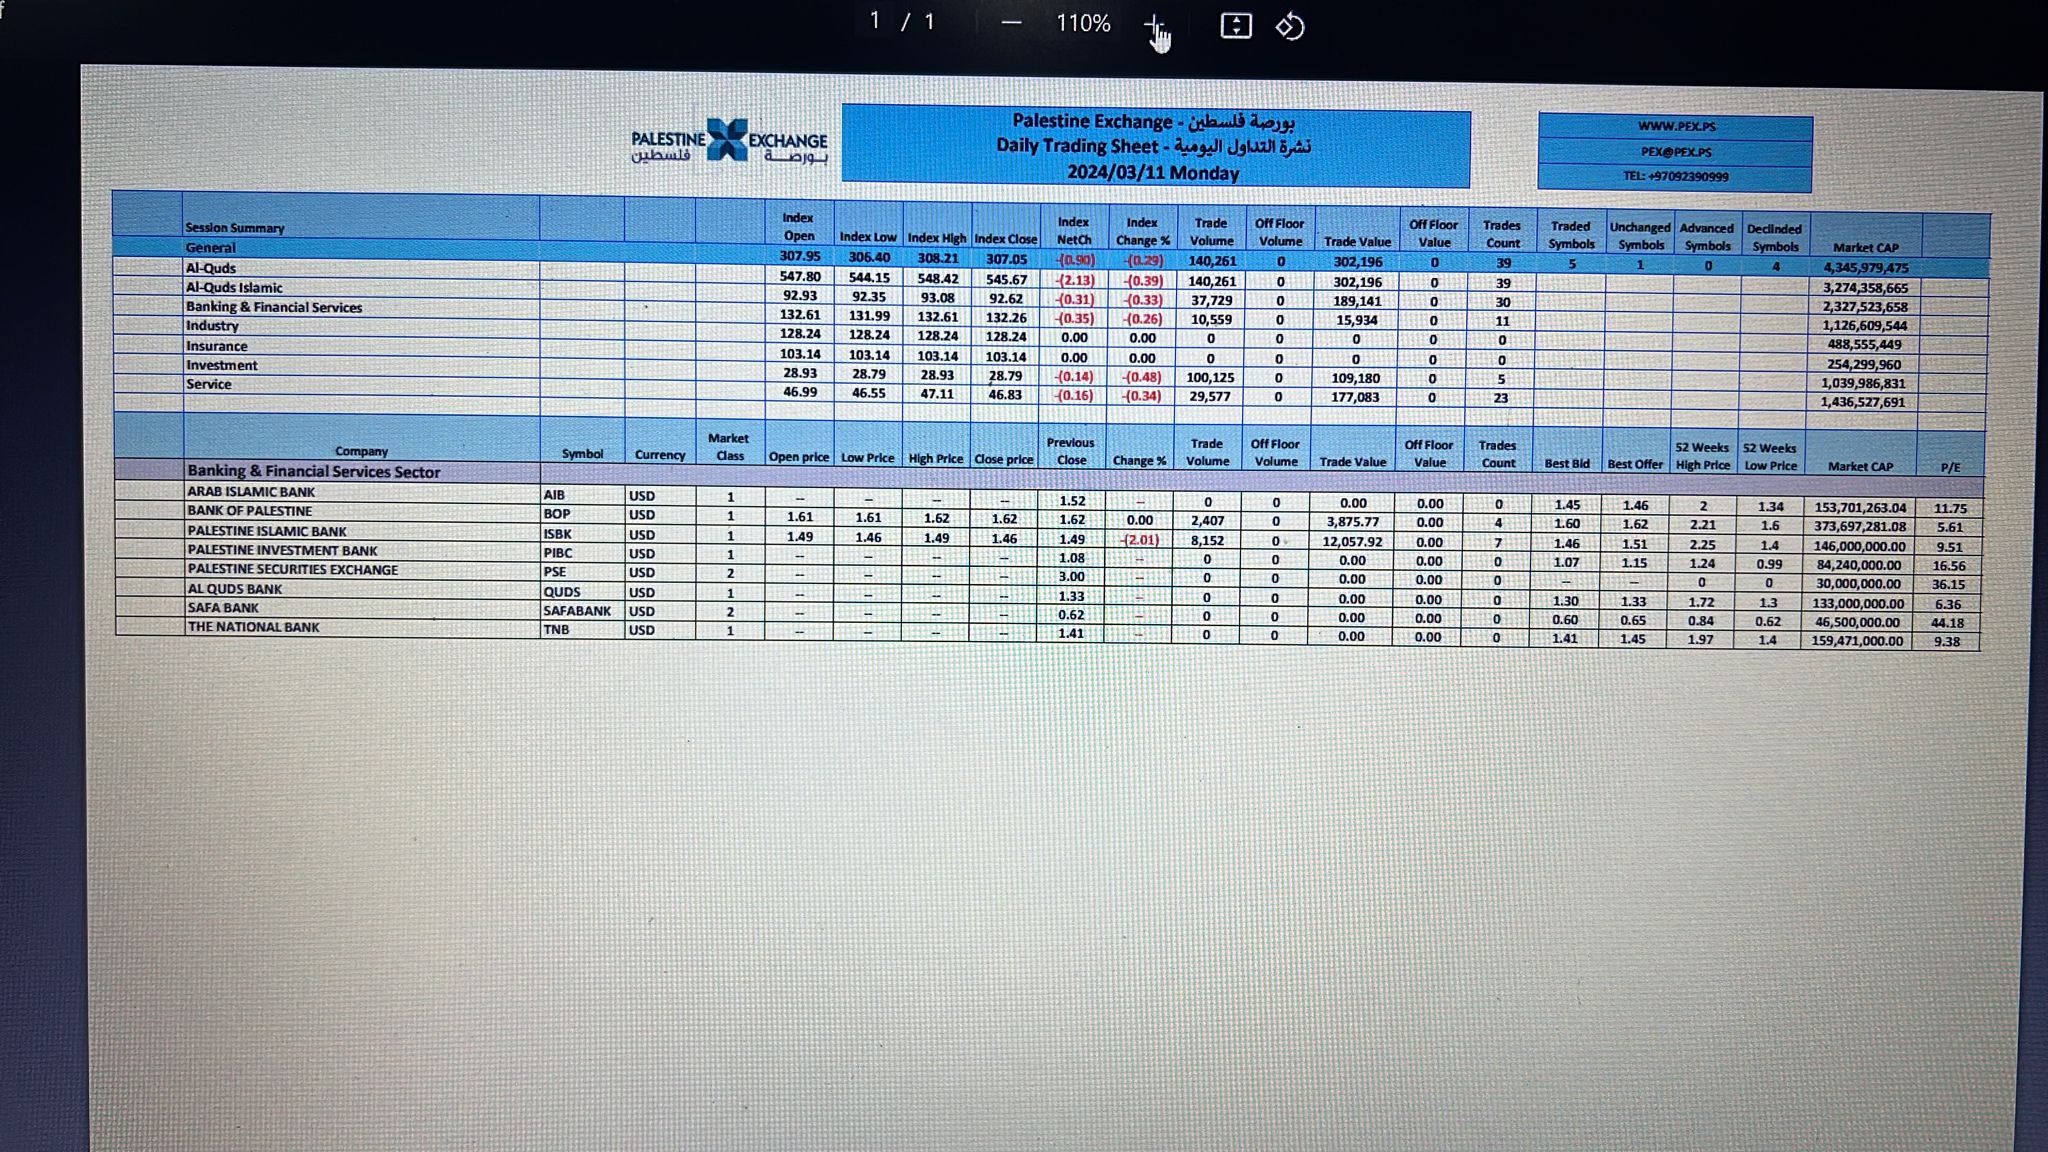 1 / 1 — 110% +
PALESTINE EXCHANGE
فلسطين بورصة
Palestine Exchange - بورصة فلسطين
Daily Trading Sheet - نشرة التداول اليومية
2024/03/11 Monday
WWW.PEX.PS
PEX@PEX.PS
TEL: +97092390999
Session Summary Index Open Index Low Index High Index Close Index NetCh Index Change % Trade Volume Off Floor Volume Trade Value Off Floor Value Trades Count Traded Symbols Unchanged Symbols Advanced Symbols Declinded Symbols Market CAP
General 307.95 306.40 308.21 307.05 -(0.90) -(0.29) 140,261 0 302,196 0 39 5 1 0 4 4,345,979,475
Al-Quds 547.80 544.15 548.42 545.67 -(2.13) -(0.39) 140,261 0 302,196 0 39 3,274,358,665
Al-Quds Islamic 92.93 92.35 93.08 92.62 -(0.31) -(0.33) 37,729 0 189,141 0 30 2,327,523,658
Banking & Financial Services 132.61 131.99 132.61 132.26 -(0.35) -(0.26) 10,559 0 15,934 0 11 1,126,609,544
Industry 128.24 128.24 128.24 128.24 0.00 0.00 0 0 0 0 0 488,555,449
Insurance 103.14 103.14 103.14 103.14 0.00 0.00 0 0 0 0 0 254,299,960
Investment 28.93 28.79 28.93 28.79 -(0.14) -(0.48) 100,125 0 109,180 0 5 1,039,986,831
Service 46.99 46.55 47.11 46.83 -(0.16) -(0.34) 29,577 0 177,083 0 23 1,436,527,691
Company Symbol Currency Market Class Open price Low Price High Price Close price Previous Close Change % Trade Volume Off Floor Volume Trade Value Off Floor Value Trades Count Best Bid Best Offer 52 Weeks High Price 52 Weeks Low Price Market CAP P/E
Banking & Financial Services Sector
ARAB ISLAMIC BANK AIB USD 1 -- -- -- -- 1.52 -- 0 0 0.00 0.00 0 1.45 1.46 2 1.34 153,701,263.04 11.75
BANK OF PALESTINE BOP USD 1 1.61 1.61 1.62 1.62 1.62 0.00 2,407 0 3,875.77 0.00 4 1.60 1.62 2.21 1.6 373,697,281.08 5.61
PALESTINE ISLAMIC BANK ISBK USD 1 1.49 1.46 1.49 1.46 1.49 -(2.01) 8,152 0 12,057.92 0.00 7 1.46 1.51 2.25 1.4 146,000,000.00 9.51
PALESTINE INVESTMENT BANK PIBC USD 1 -- -- -- -- 1.08 -- 0 0 0.00 0.00 0 1.07 1.15 1.24 0.99 84,240,000.00 16.56
PALESTINE SECURITIES EXCHANGE PSE USD 2 -- -- -- -- 3.00 -- 0 0 0.00 0.00 0 -- -- 0 0 30,000,000.00 36.15
AL QUDS BANK QUDS USD 1 -- -- -- -- 1.33 -- 0 0 0.00 0.00 0 1.30 1.33 1.72 1.3 133,000,000.00 6.36
SAFA BANK SAFABANK USD 2 -- -- -- -- 0.62 -- 0 0 0.00 0.00 0 0.60 0.65 0.84 0.62 46,500,000.00 44.18
THE NATIONAL BANK TNB USD 1 -- -- -- -- 1.41 -- 0 0 0.00 0.00 0 1.41 1.45 1.97 1.4 159,471,000.00 9.38